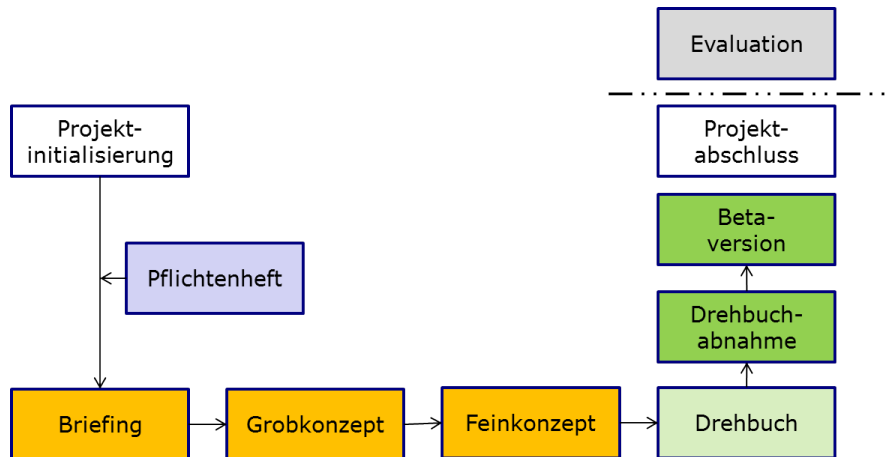 Evaluation
Projekt-
initialisierung
Projekt-
abschluss
Beta-
version
Pflichtenheft
Drehbuch-
abnahme
Briefing
Grobkonzept
Feinkonzept
Drehbuch